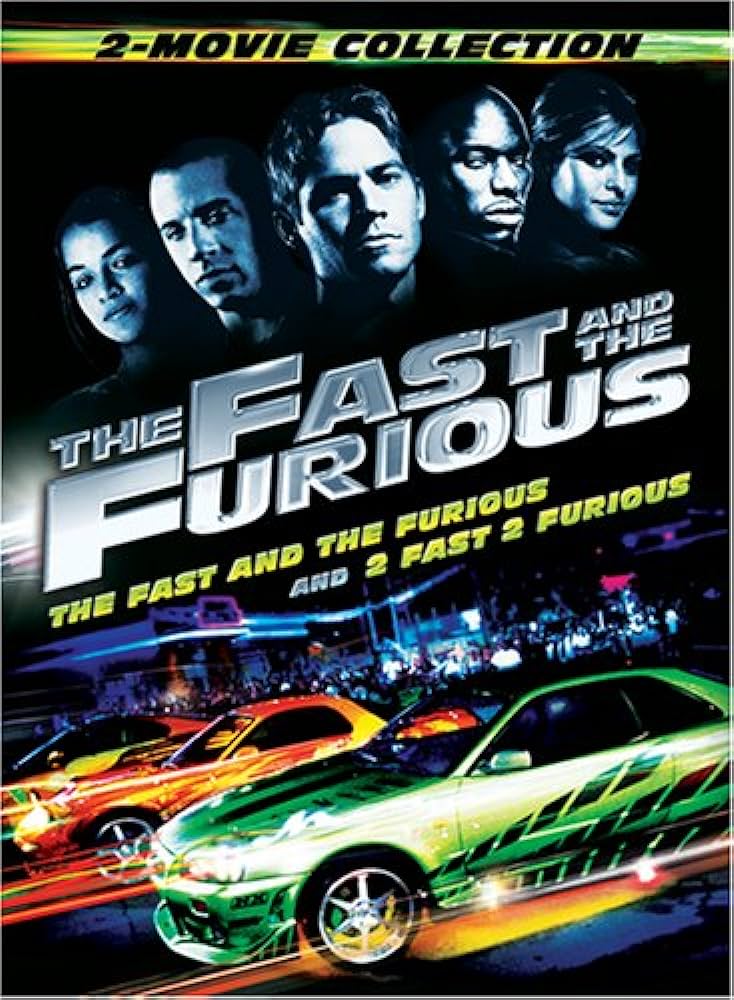 2-MOVIE COLLECTION
THE FAST AND THE
FURIOUS
THE FAST AND THE FURIOUS
AND 2 FAST 2 FURIOUS